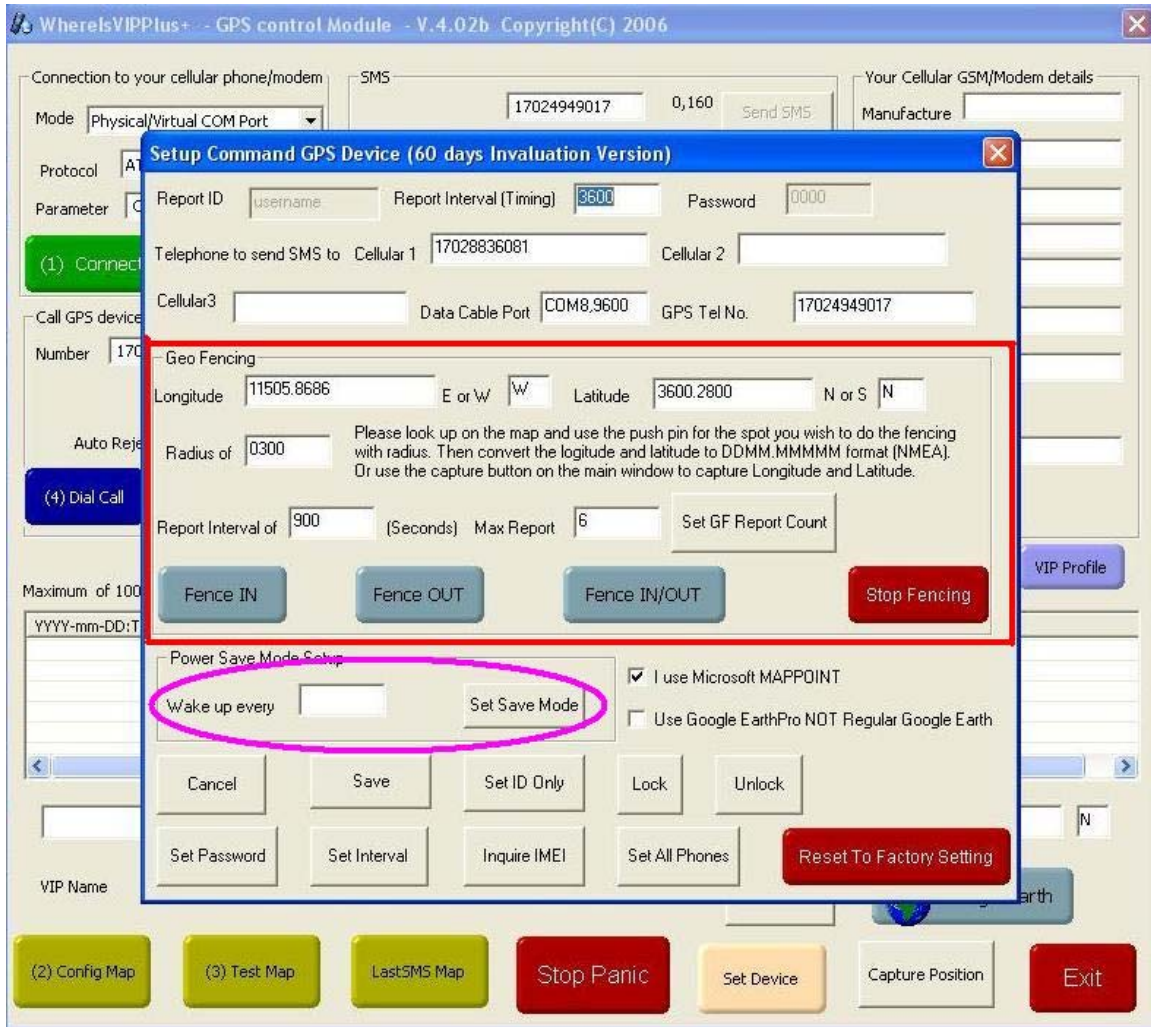 WhereIsVIPPlus+ - GPS control Module - V.4.02b Copyright(C) 2006
Connection to your cellular phone/modem
SMS
Your Cellular GSM/Modem details
Mode Physical/Virtual COM Port
17024949017 0,160 Send SMS
Manufacture
Protocol AT
Parameter
(1) Connect
Call GPS device
Number 170
Auto Reje
(4) Dial Call
VIP Profile
Maximum of 100
YYYY-mm-DD:T
N
VIP Name
arth
Setup Command GPS Device (60 days Invaluation Version)
Report ID username Report Interval (Timing) 3600 Password 0000
Telephone to send SMS to Cellular 1 17028836081 Cellular 2
Cellular3 Data Cable Port COM8,9600 GPS Tel No. 17024949017
Geo Fencing
Longitude 11505.8686 E or W W Latitude 3600.2800 N or S N
Radius of 0300
Please look up on the map and use the push pin for the spot you wish to do the fencing
with radius. Then convert the logitude and latitude to DDMM.MMMMM format (NMEA).
Or use the capture button on the main window to capture Longitude and Latitude.
Report Interval of 900 (Seconds) Max Report 6 Set GF Report Count
Fence IN Fence OUT Fence IN/OUT Stop Fencing
Power Save Mode Setup
Wake up every Set Save Mode
I use Microsoft MAPPOINT
Use Google EarthPro NOT Regular Google Earth
Cancel Save Set ID Only Lock Unlock
Set Password Set Interval Inquire IMEI Set All Phones Reset To Factory Setting
(2) Config Map (3) Test Map LastSMS Map Stop Panic Set Device Capture Position Exit